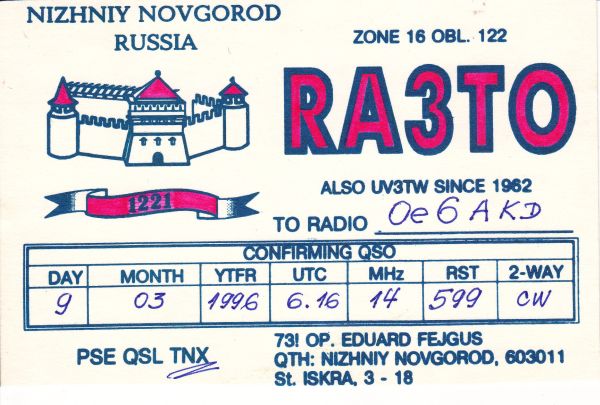 NIZHNIY NOVGOROD
RUSSIA
ZONE 16 OBL. 122
RA3TO
1221
ALSO UV3TW SINCE 1962
TO RADIO Oe6AKD
CONFIRMING QSO
DAY MONTH YTFR UTC MHz RST 2-WAY
9 03 1996 6.16 14 599 CW
PSE QSL TNX
73! OP. EDUARD FEJGUS
QTH: NIZHNIY NOVGOROD, 603011
St. ISKRA, 3 - 18